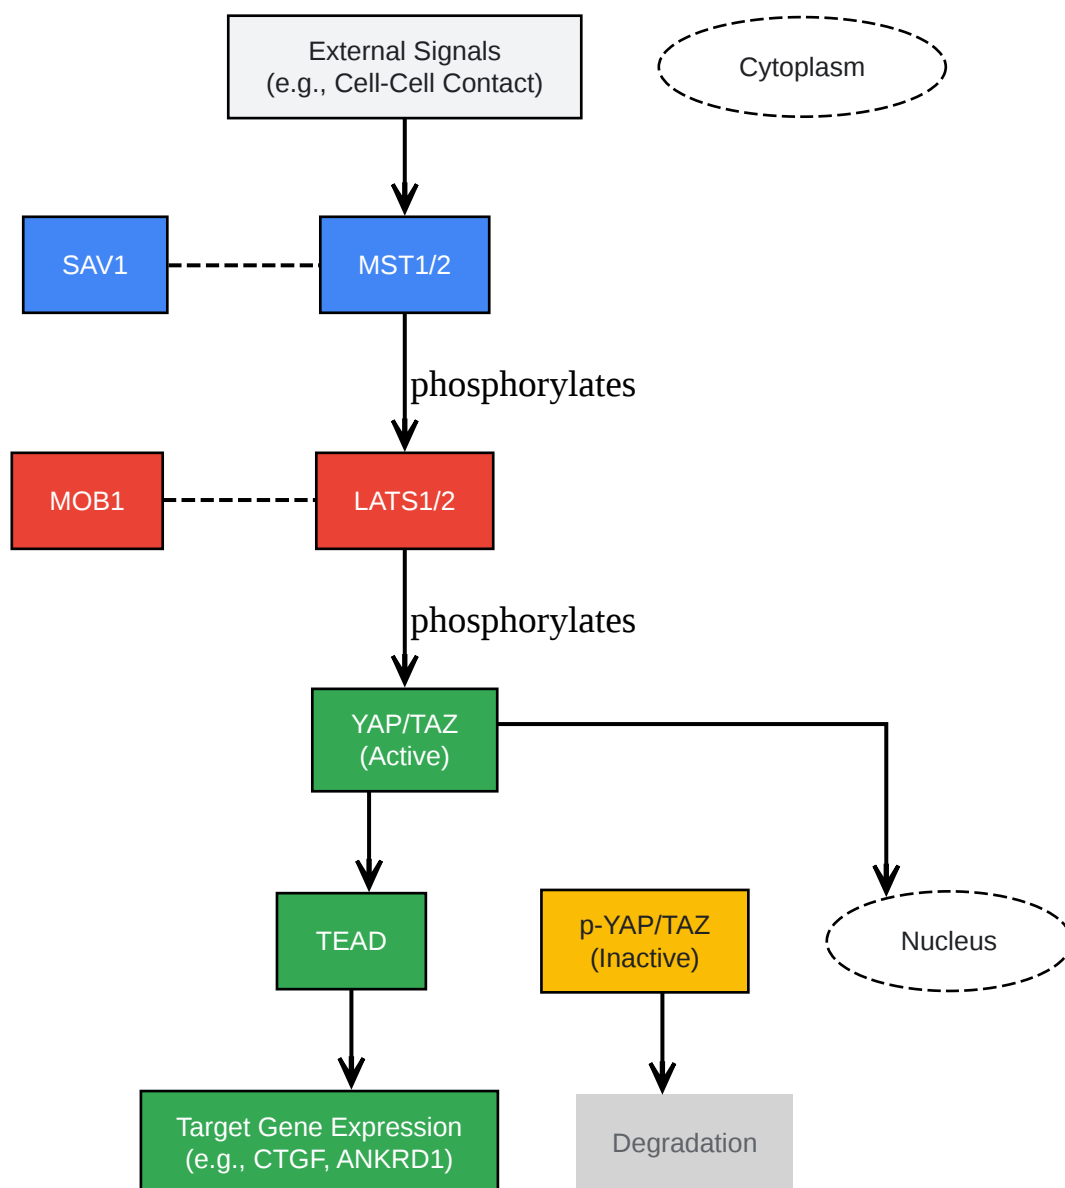 External Signals
(e.g., Cell-Cell Contact)
Cytoplasm
SAV1
MST1/2
phosphorylates
MOB1
LATS1/2
phosphorylates
YAP/TAZ
(Active)
TEAD
p-YAP/TAZ
(Inactive)
Nucleus
Target Gene Expression
(e.g., CTGF, ANKRD1)
Degradation